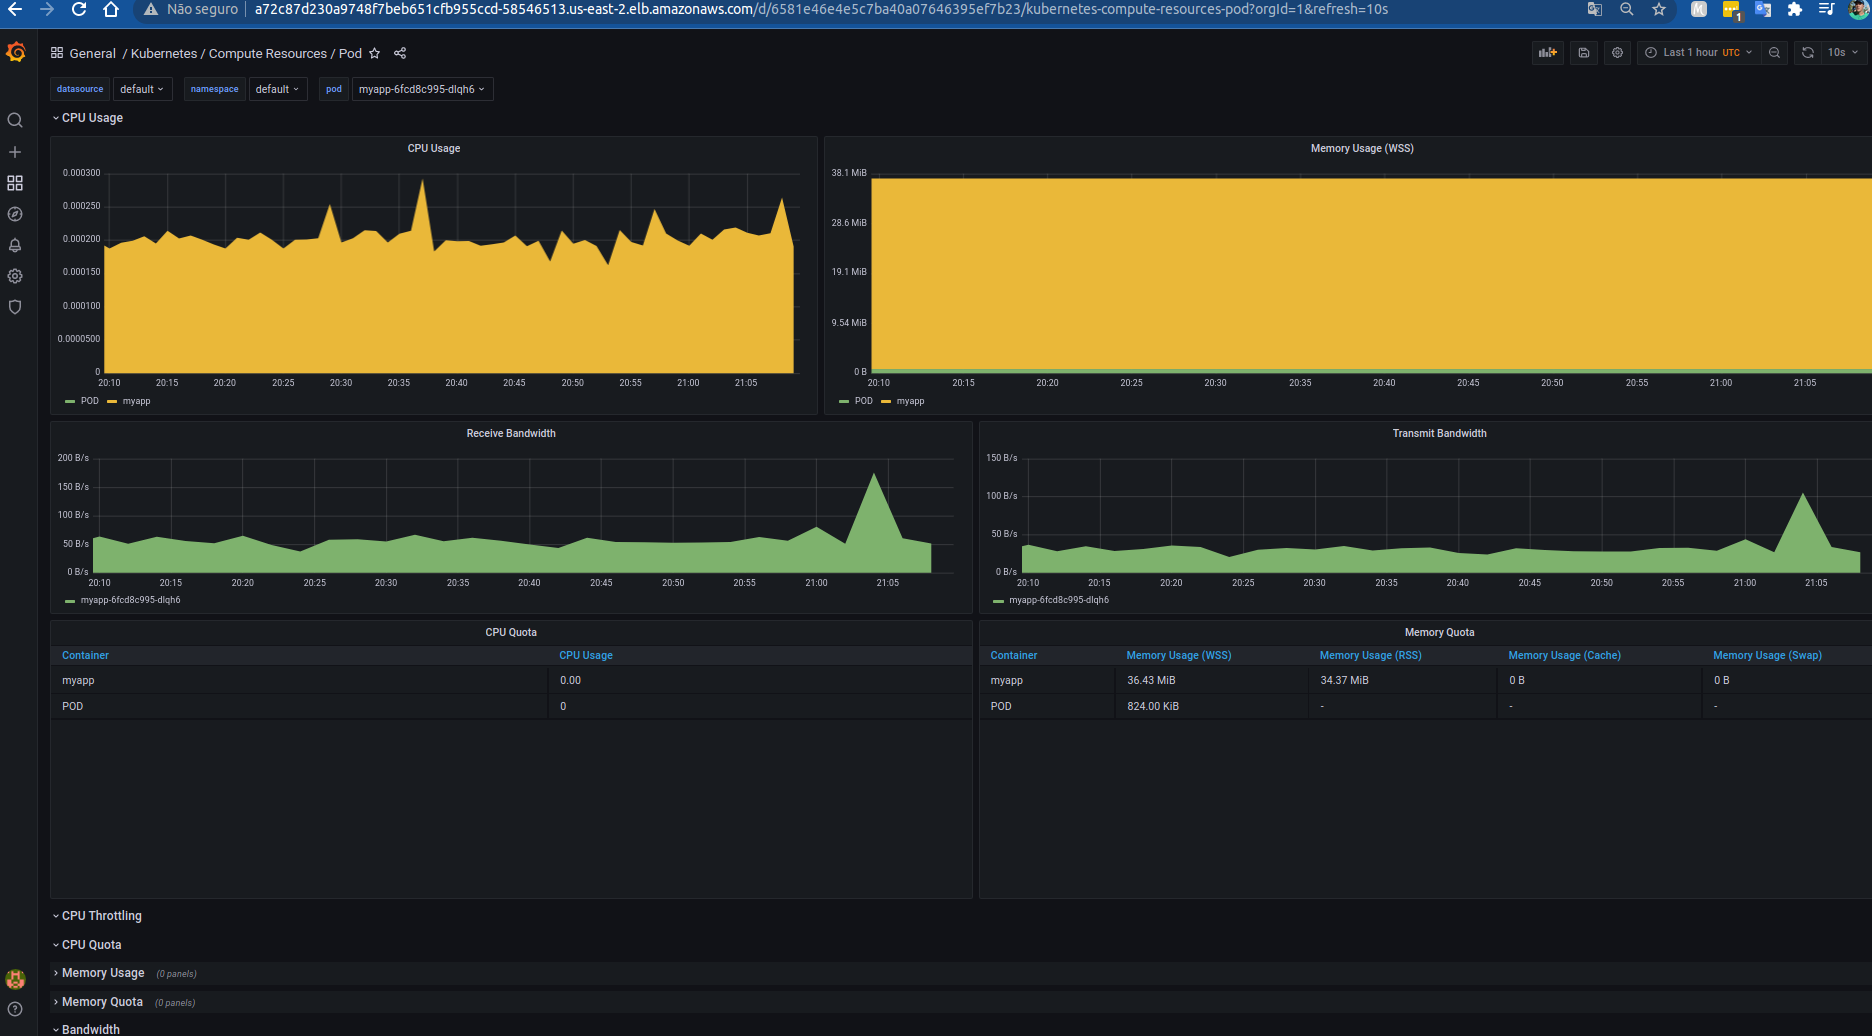 Não seguro a72c87d230a9748f7beb651cfb955ccd-58546513.us-east-2.elb.amazonaws.com/d/6581e46e4e5c7ba40a07646395ef7b23/kubernetes-compute-resources-pod?orgId=1&refresh=10s
1
General / Kubernetes / Compute Resources / Pod
Last 1 hour UTC
10s
datasource default namespace default pod myapp-6fcd8c995-dlqh6
CPU Usage
CPU Usage
0.000300
0.000250
0.000200
0.000150
0.000100
0.0000500
0
20:10 20:15 20:20 20:25 20:30 20:35 20:40 20:45 20:50 20:55 21:00 21:05
POD myapp
Memory Usage (WSS)
38.1 MiB
28.6 MiB
19.1 MiB
9.54 MiB
0 B
20:10 20:15 20:20 20:25 20:30 20:35 20:40 20:45 20:50 20:55 21:00 21:05
POD myapp
Receive Bandwidth
200 B/s
150 B/s
100 B/s
50 B/s
0 B/s
20:10 20:15 20:20 20:25 20:30 20:35 20:40 20:45 20:50 20:55 21:00 21:05
myapp-6fcd8c995-dlqh6
Transmit Bandwidth
150 B/s
100 B/s
50 B/s
0 B/s
20:10 20:15 20:20 20:25 20:30 20:35 20:40 20:45 20:50 20:55 21:00 21:05
myapp-6fcd8c995-dlqh6
CPU Quota
Container CPU Usage
myapp 0.00
POD 0
Memory Quota
Container Memory Usage (WSS) Memory Usage (RSS) Memory Usage (Cache) Memory Usage (Swap)
myapp 36.43 MiB 34.37 MiB 0 B 0 B
POD 824.00 KiB - - -
CPU Throttling
CPU Quota
Memory Usage (0 panels)
Memory Quota (0 panels)
Bandwidth